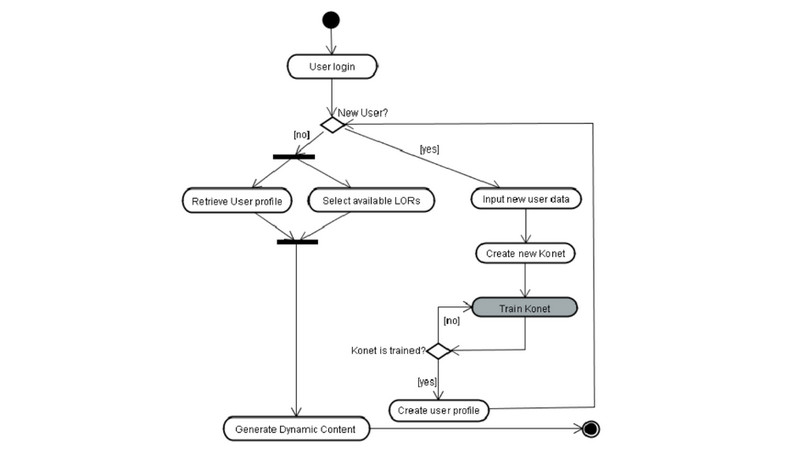 User login
New User?
[no]
[yes]
Retrieve User profile
Select available LORs
Input new user data
Create new Konet
Train Konet
[no]
Konet is trained?
[yes]
Create user profile
Generate Dynamic Content